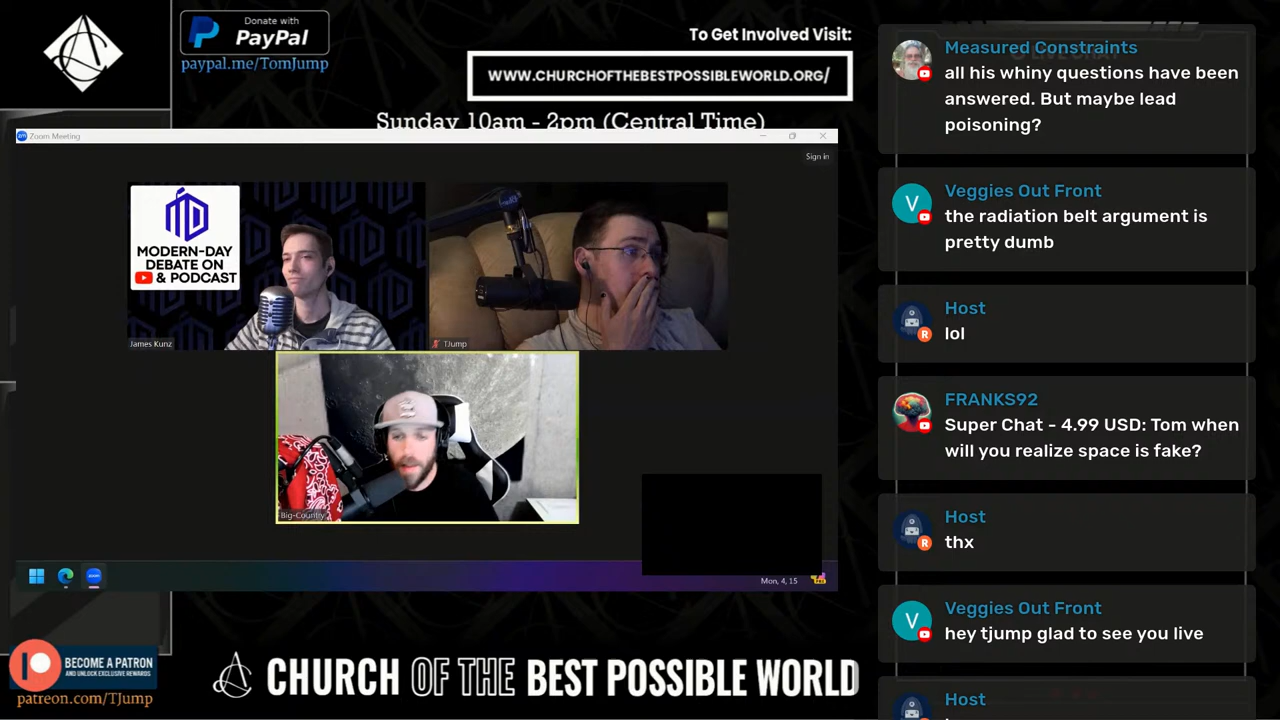 Donate with
PayPal
paypal.me/TomJump
To Get Involved Visit:
WWW.CHURCHOFTHEBESTPOSSIBLEWORLD.ORG/
Sunday 10am - 2pm (Central Time)
Zoom Meeting
Sign in
MODERN-DAY
DEBATE ON
& PODCAST
James Kunz
TJump
Big-Country
Mon, 4, 15
BECOME A PATRON
AND UNLOCK EXCLUSIVE REWARDS
patreon.com/TJump
CHURCH OF THE BEST POSSIBLE WORLD
Measured Constraints
all his whiny questions have been
answered. But maybe lead
poisoning?
Veggies Out Front
the radiation belt argument is
pretty dumb
Host
lol
FRANKS92
Super Chat - 4.99 USD: Tom when
will you realize space is fake?
Host
thx
Veggies Out Front
hey tjump glad to see you live
Host